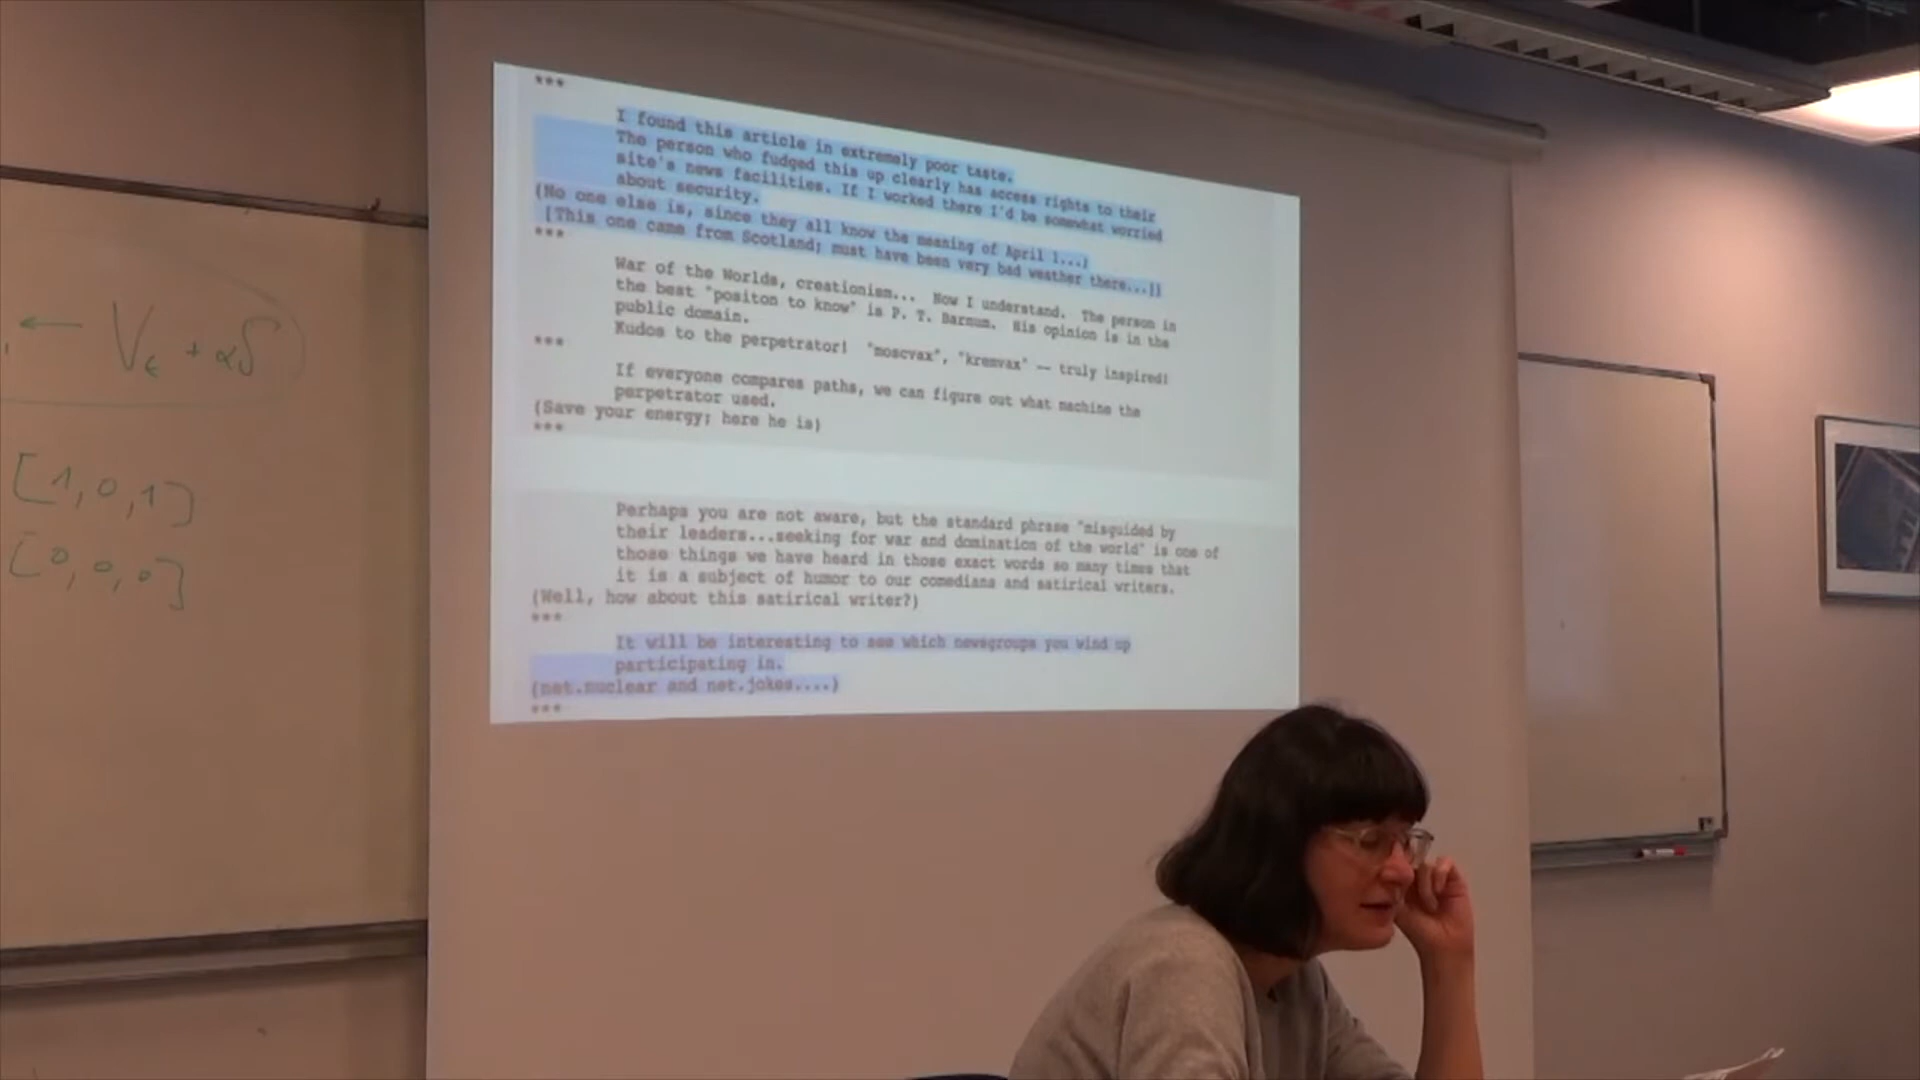 ***
I found this article in extremely poor taste.
The person who fudged this up clearly has access rights to their
site's news facilities. If I worked there I'd be somewhat worried
about security.
(No one else is, since they all know the meaning of April 1...)
[This one came from Scotland; must have been very bad weather there...]]
***
War of the Worlds, creationism... Now I understand. The person in
the best "positon to know" is P. T. Barnum. His opinion is in the
public domain.
Kudos to the perpetrator! "moscvax", "kremvax" -- truly inspired!
***
If everyone compares paths, we can figure out what machine the
perpetrator used.
(Save your energy; here he is)
***
Perhaps you are not aware, but the standard phrase "misguided by
their leaders...seeking for war and domination of the world" is one of
those things we have heard in those exact words so many times that
it is a subject of humor to our comedians and satirical writers.
(Well, how about this satirical writer?)
***
It will be interesting to see which newsgroups you wind up
participating in.
(net.nuclear and net.jokes....)
***
← V + αS
[1,0,1]
[0,0,0]